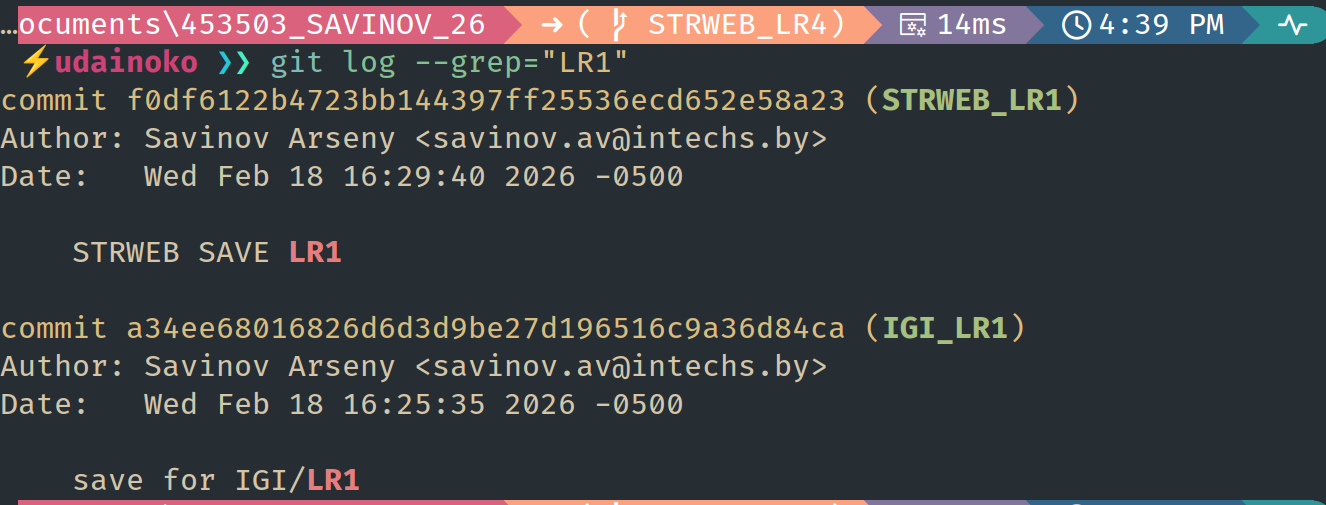 …ocuments\453503_SAVINOV_26 ➜ ( STRWEB_LR4) 14ms 4:39 PM
⚡udainoko ❯❯ git log --grep="LR1"
commit f0df6122b4723bb144397ff25536ecd652e58a23 (STRWEB_LR1)
Author: Savinov Arseny <savinov.av@intechs.by>
Date:   Wed Feb 18 16:29:40 2026 -0500
STRWEB SAVE LR1
commit a34ee68016826d6d3d9be27d196516c9a36d84ca (IGI_LR1)
Author: Savinov Arseny <savinov.av@intechs.by>
Date:   Wed Feb 18 16:25:35 2026 -0500
save for IGI/LR1